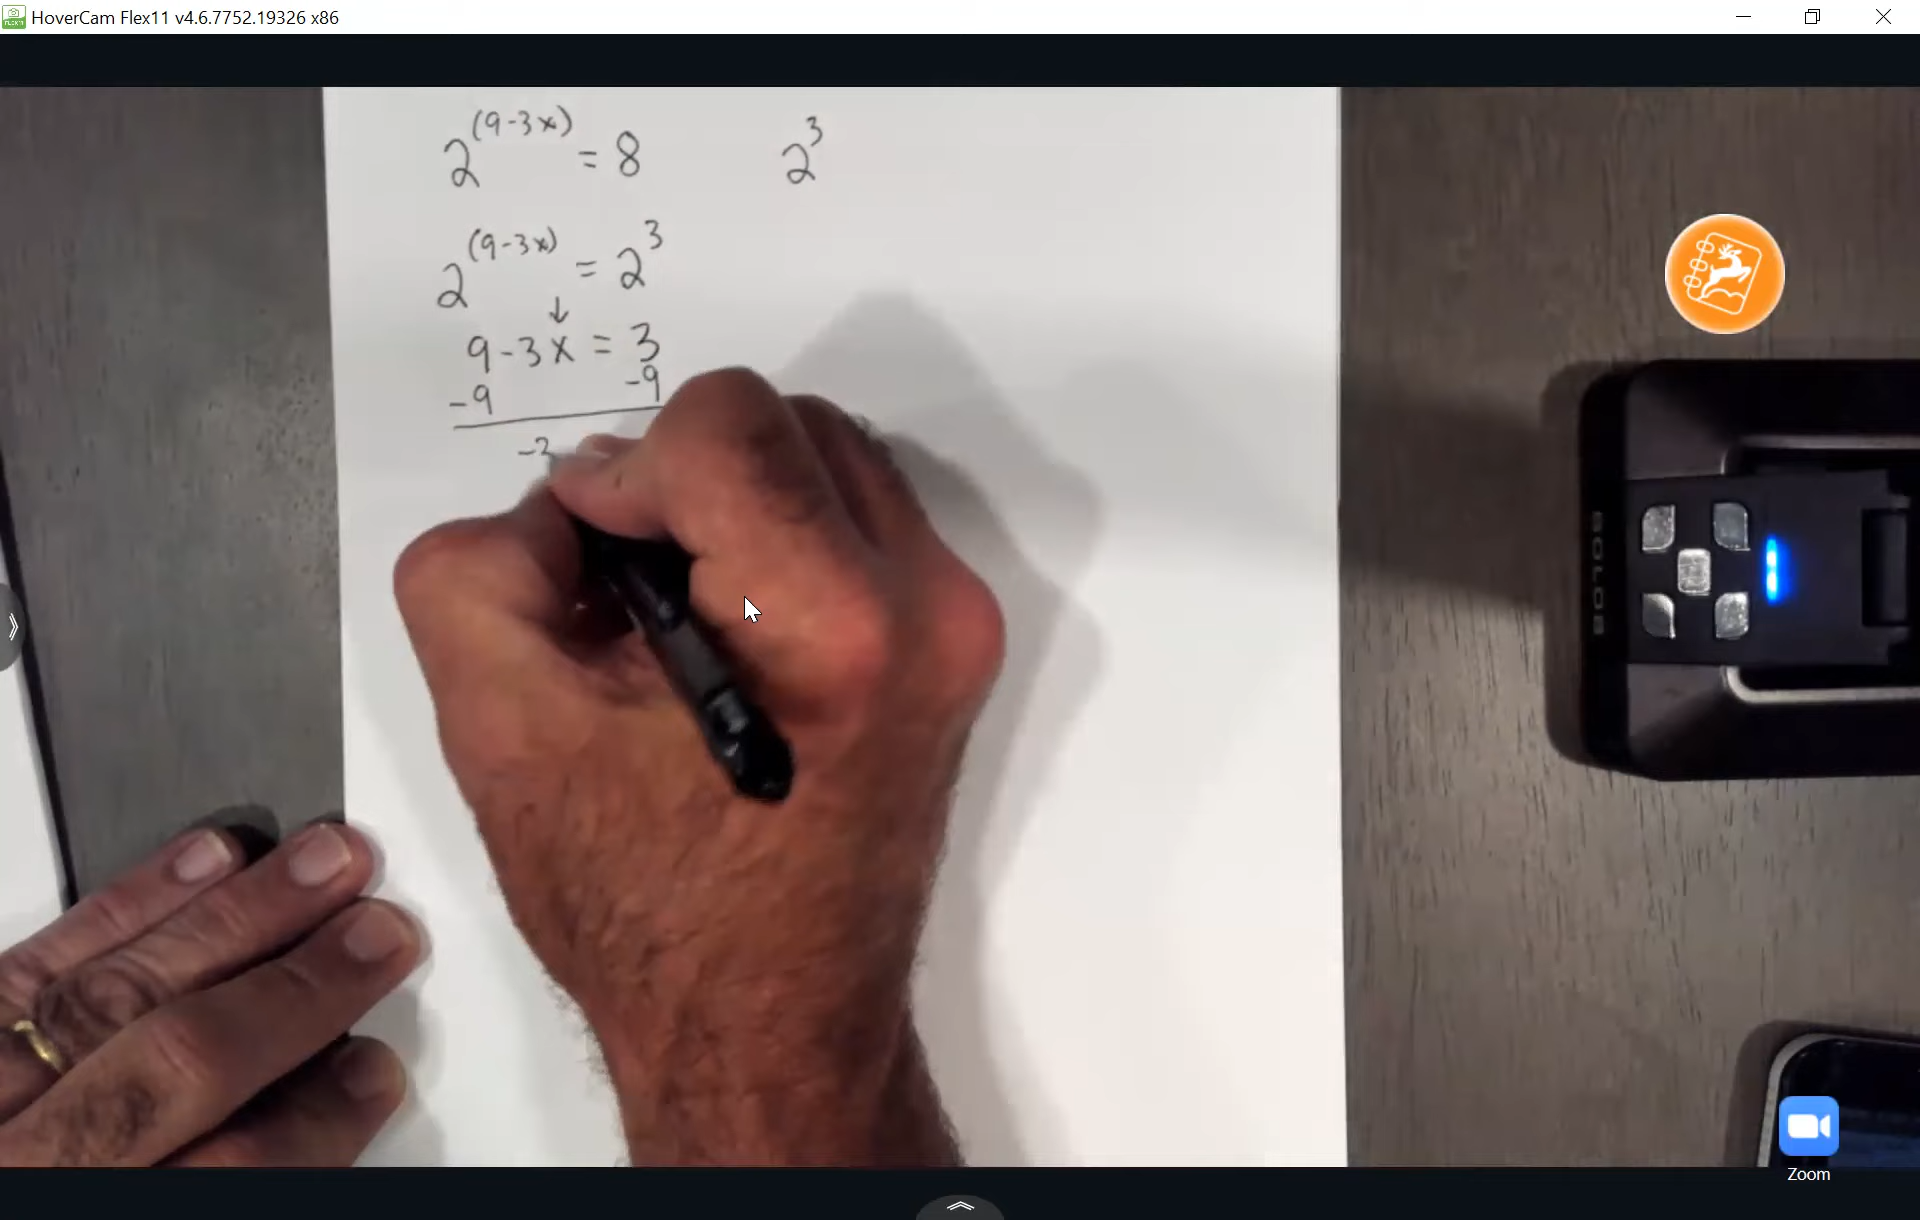 HoverCam Flex11 v4.6.7752.19326 x86
2^(9-3x) = 8 2^3
2^(9-3x) = 2^3
↓
9-3x = 3
-9 -9
-3
SOLO8
Zoom